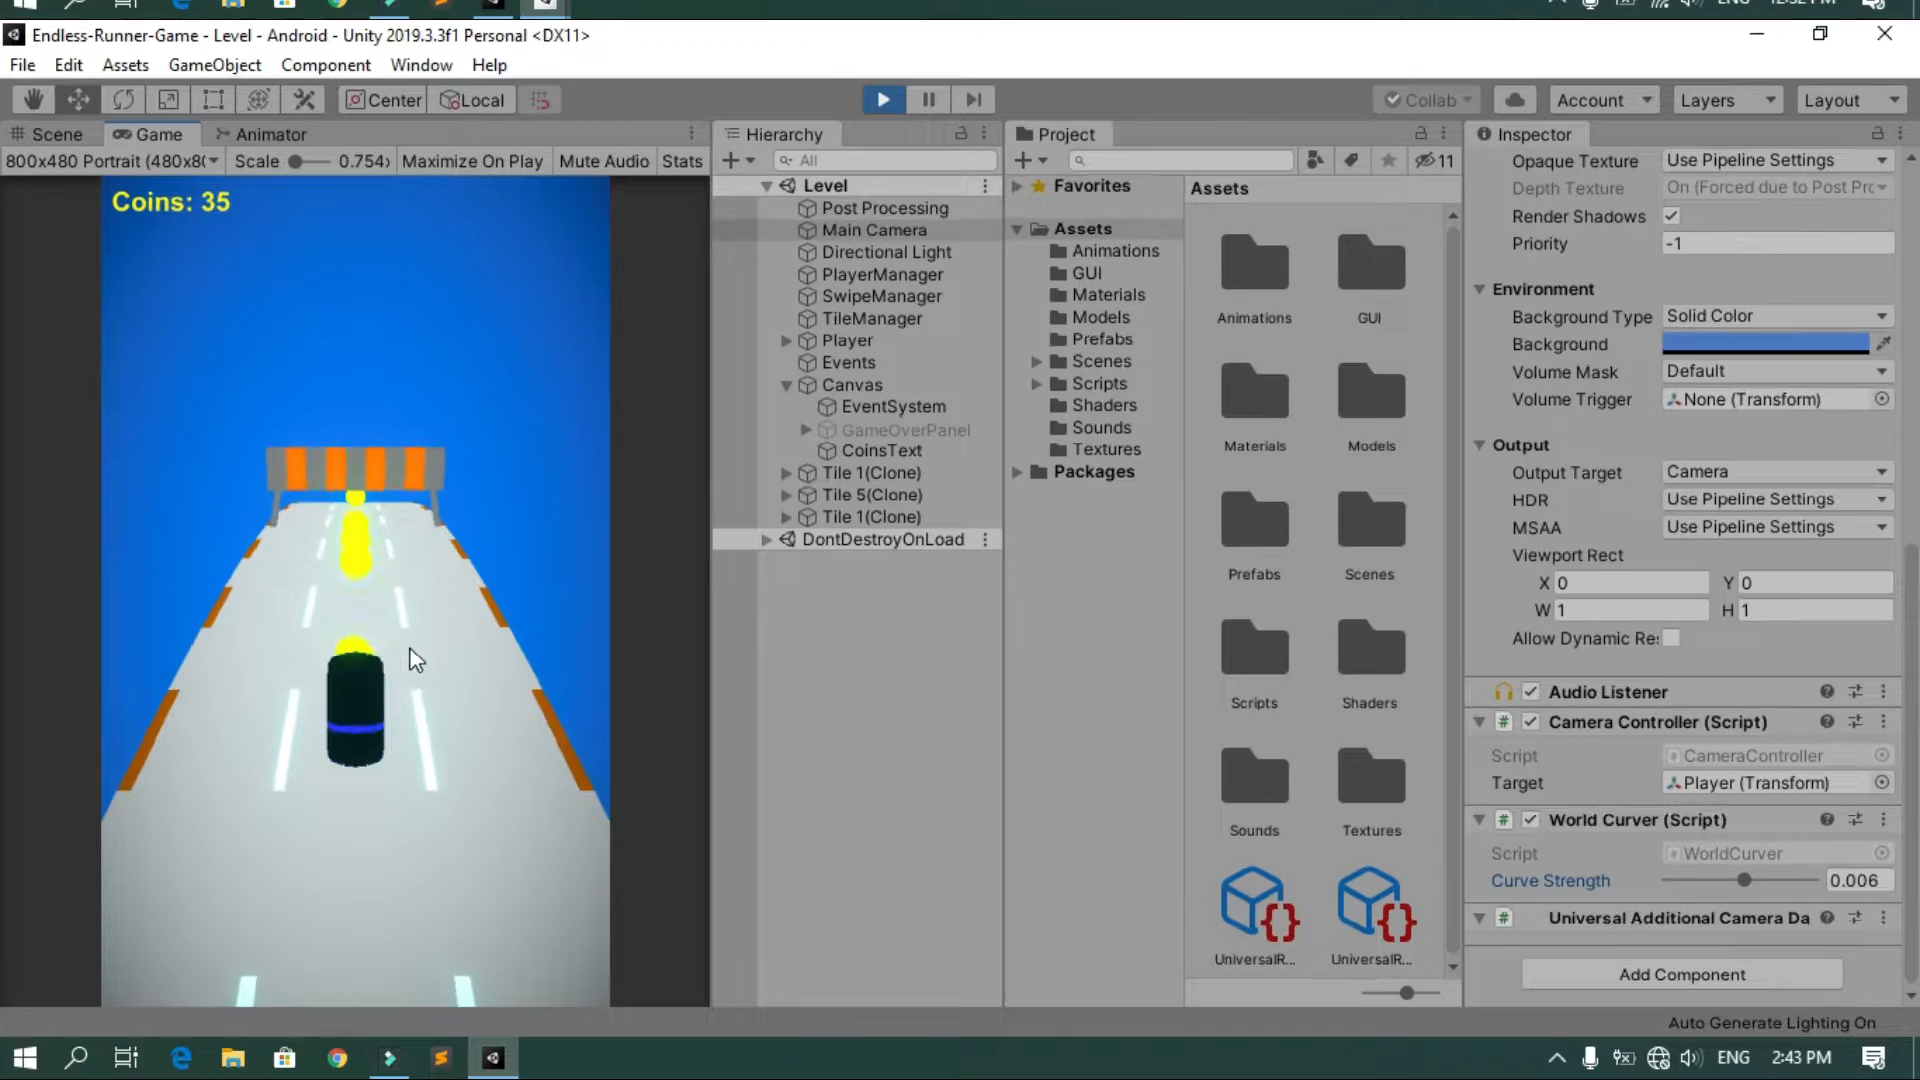 ENG 12:32 PM
Endless-Runner-Game - Level - Android - Unity 2019.3.3f1 Personal <DX11>
File Edit Assets GameObject Component Window Help
Center Local Collab Account Layers Layout
Scene Game Animator
800x480 Portrait (480x80 Scale 0.754x Maximize On Play Mute Audio Stats
Coins: 35
Hierarchy
All
Level
Post Processing
Main Camera
Directional Light
PlayerManager
SwipeManager
TileManager
Player
Events
Canvas
EventSystem
GameOverPanel
CoinsText
Tile 1(Clone)
Tile 5(Clone)
Tile 1(Clone)
DontDestroyOnLoad
Project
11
Favorites
Assets
Animations
GUI
Materials
Models
Prefabs
Scenes
Scripts
Shaders
Sounds
Textures
Packages
Assets
Animations GUI
Materials Models
Prefabs Scenes
Scripts Shaders
Sounds Textures
UniversalR... UniversalR...
Inspector
Opaque Texture Use Pipeline Settings
Depth Texture On (Forced due to Post Prc
Render Shadows
Priority -1
Environment
Background Type Solid Color
Background
Volume Mask Default
Volume Trigger None (Transform)
Output
Output Target Camera
HDR Use Pipeline Settings
MSAA Use Pipeline Settings
Viewport Rect
X 0 Y 0
W 1 H 1
Allow Dynamic Re:
Audio Listener
Camera Controller (Script)
Script CameraController
Target Player (Transform)
World Curver (Script)
Script WorldCurver
Curve Strength 0.006
Universal Additional Camera Da
Add Component
Auto Generate Lighting On
ENG 2:43 PM